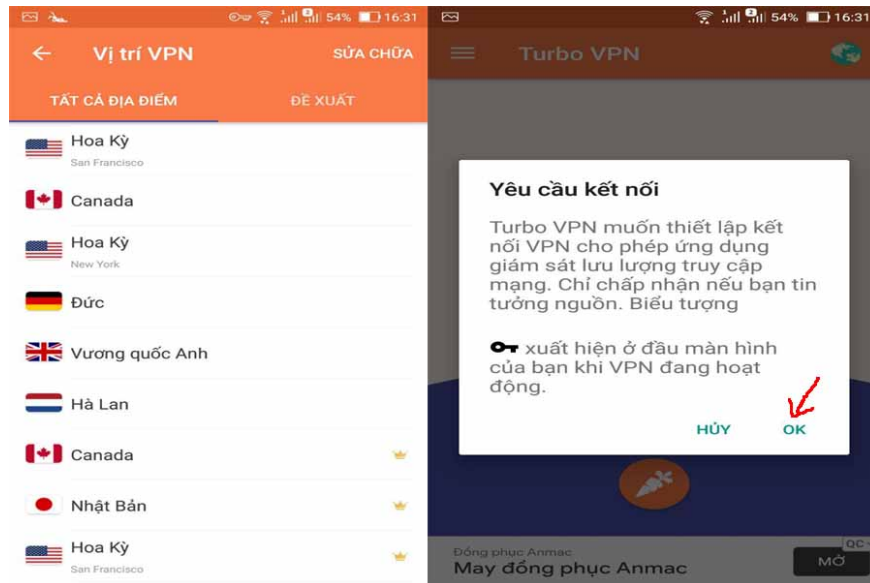 54% 16:31
Vị trí VPN
SỬA CHỮA
TẤT CẢ ĐỊA ĐIỂM
ĐỀ XUẤT
Hoa Kỳ
San Francisco
Canada
Hoa Kỳ
New York
Đức
Vương quốc Anh
Hà Lan
Canada
Nhật Bản
Hoa Kỳ
San Francisco
2 54% 16:31
Turbo VPN
Yêu cầu kết nối
Turbo VPN muốn thiết lập kết
nối VPN cho phép ứng dụng
giám sát lưu lượng truy cập
mạng. Chỉ chấp nhận nếu bạn tin
tưởng nguồn. Biểu tượng
xuất hiện ở đầu màn hình
của bạn khi VPN đang hoạt
động.
HỦY
OK
Đồng phục Anmac
May đồng phục Anmac
QC
MỞ